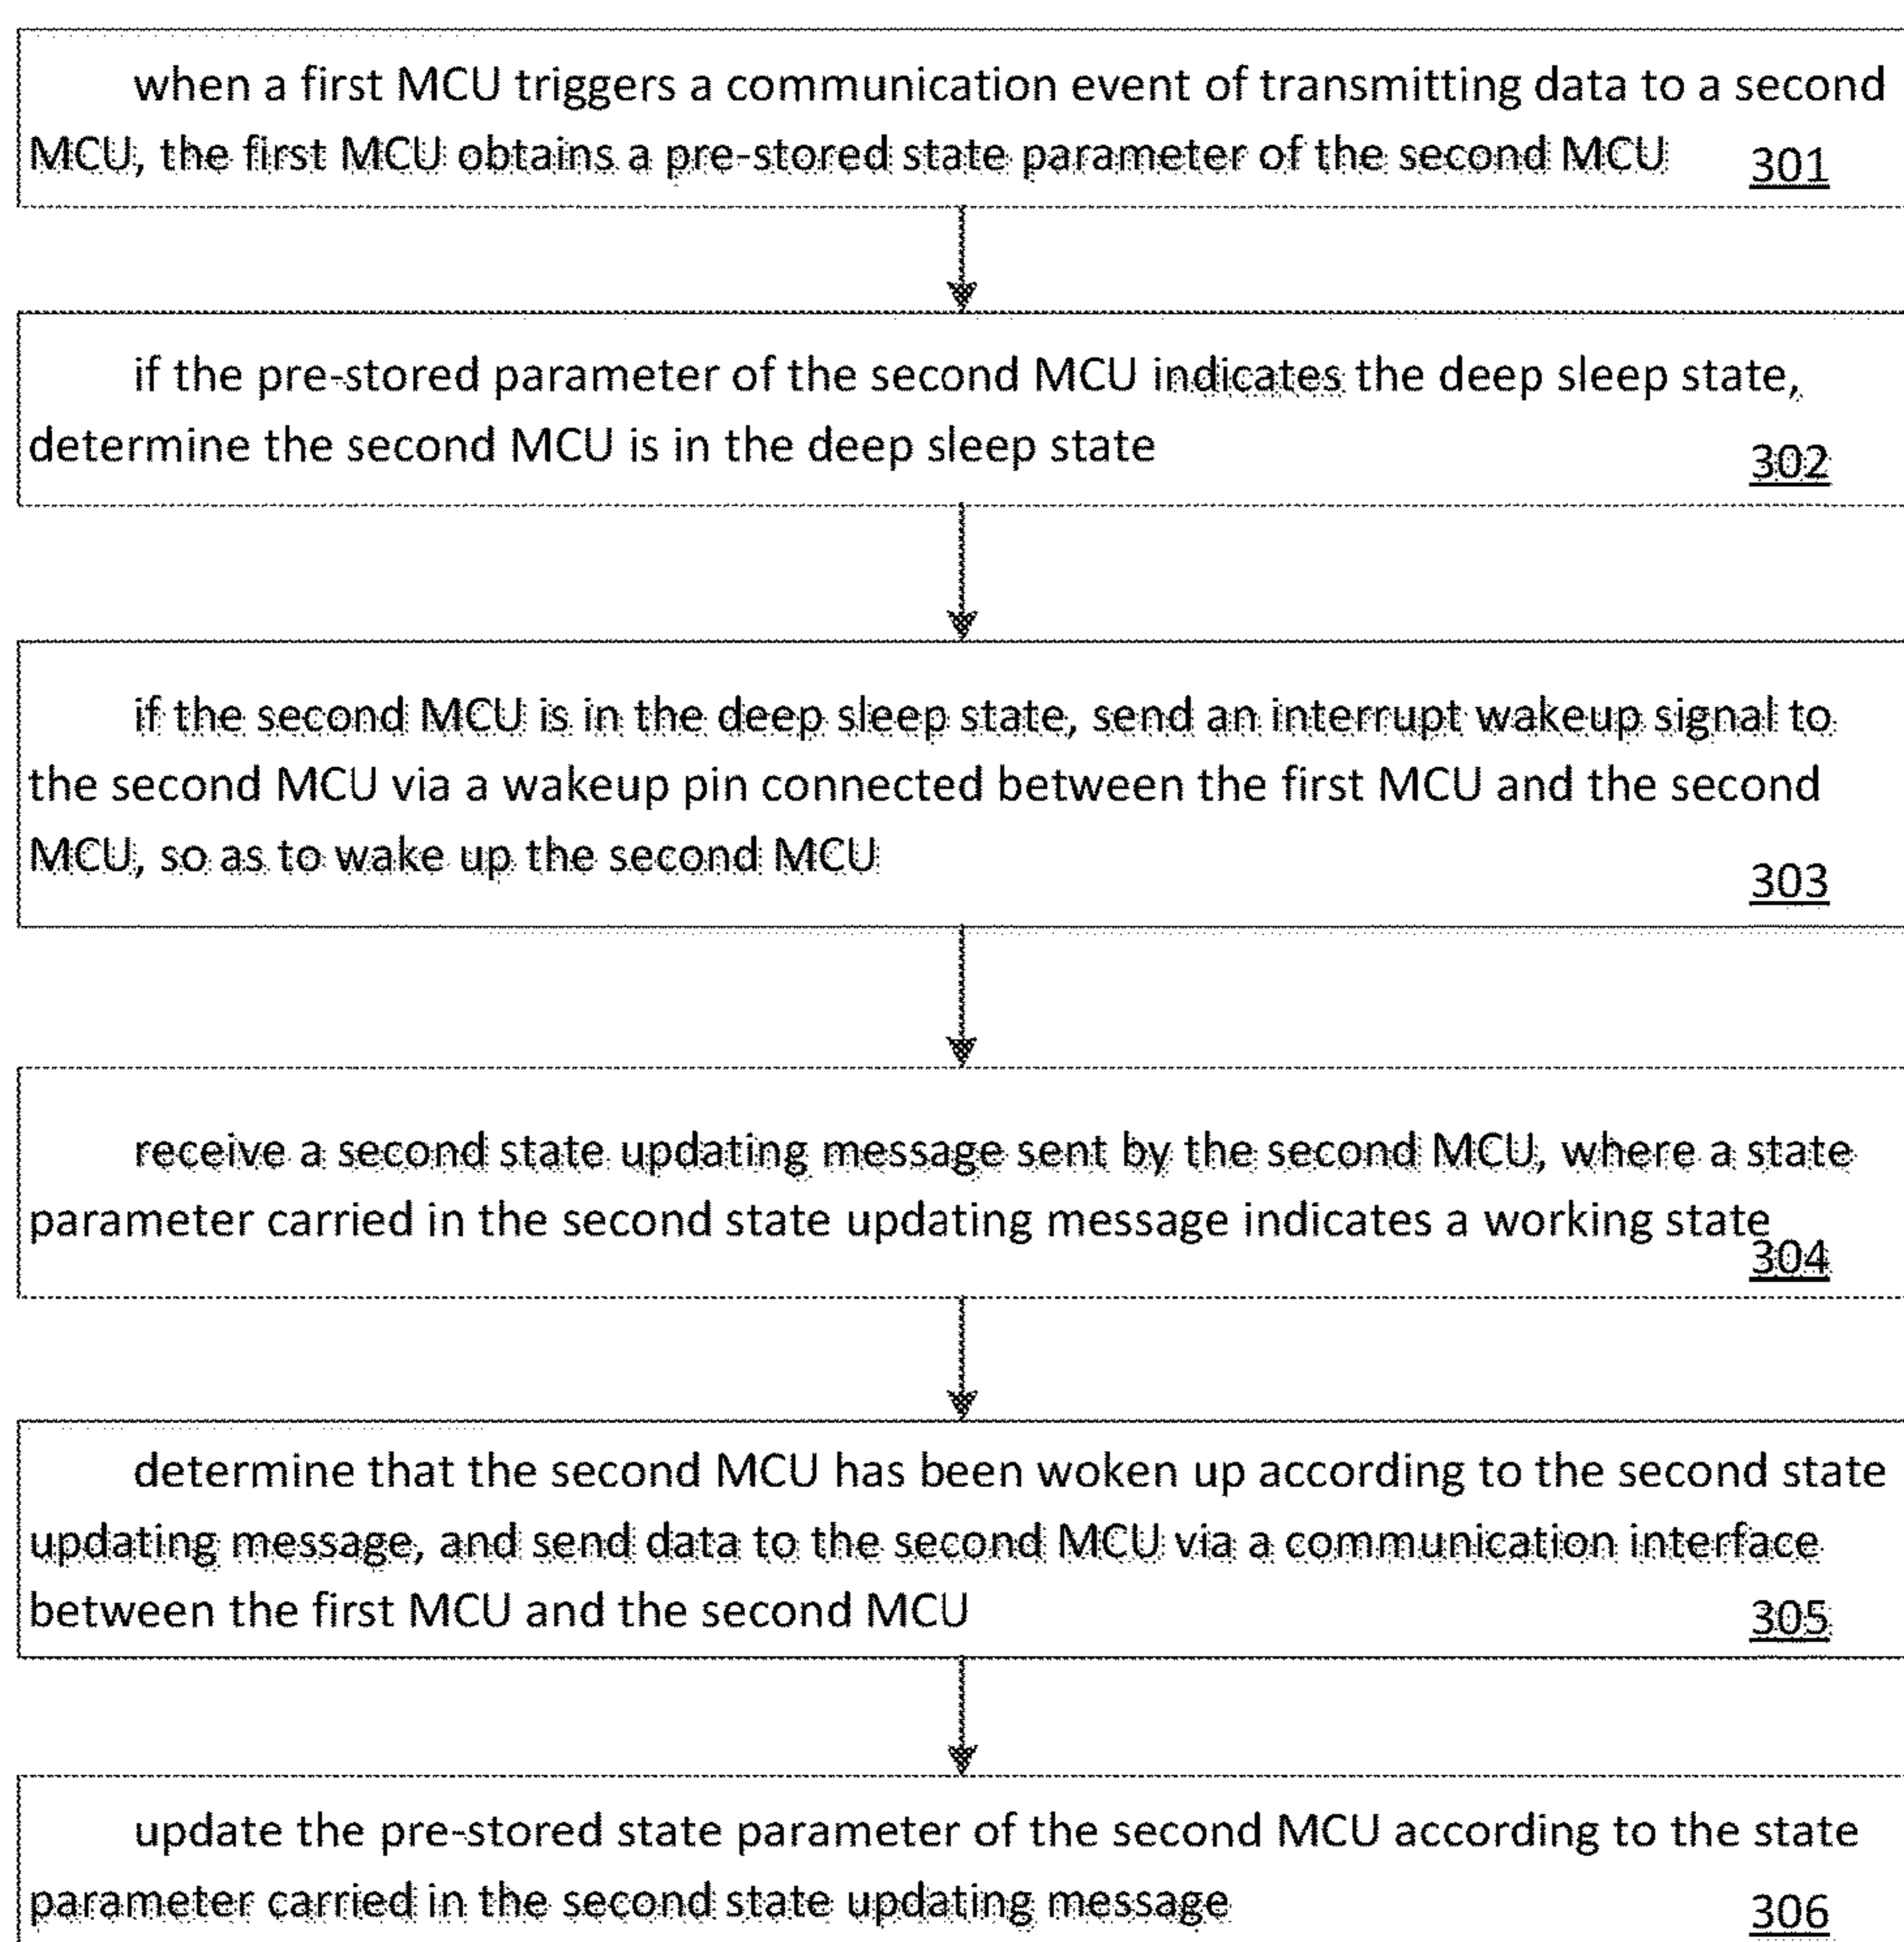 when a first MCU triggers a communication event of transmitting data to a second
MCU, the first MCU obtains a pre-stored state parameter of the second MCU 301
if the pre-stored parameter of the second MCU indicates the deep sleep state,
determine the second MCU is in the deep sleep state
302
if the second MCU is in the deep sleep state, send an interrupt wakeup signal to
the second MCU via a wakeup pin connected between the first MCU and the second
MCU, so as to wake up the second MCU
303
receive a second state updating message sent by the second MCU, where a state
parameter carried in the second state updating message indicates a working state
304
determine that the second MCU has been woken up according to the second state
updating message, and send data to the second MCU via a communication interface
between the first MCU and the second MCU 305
update the pre-stored state parameter of the second MCU according to the state
parameter carried in the second state updating message 306